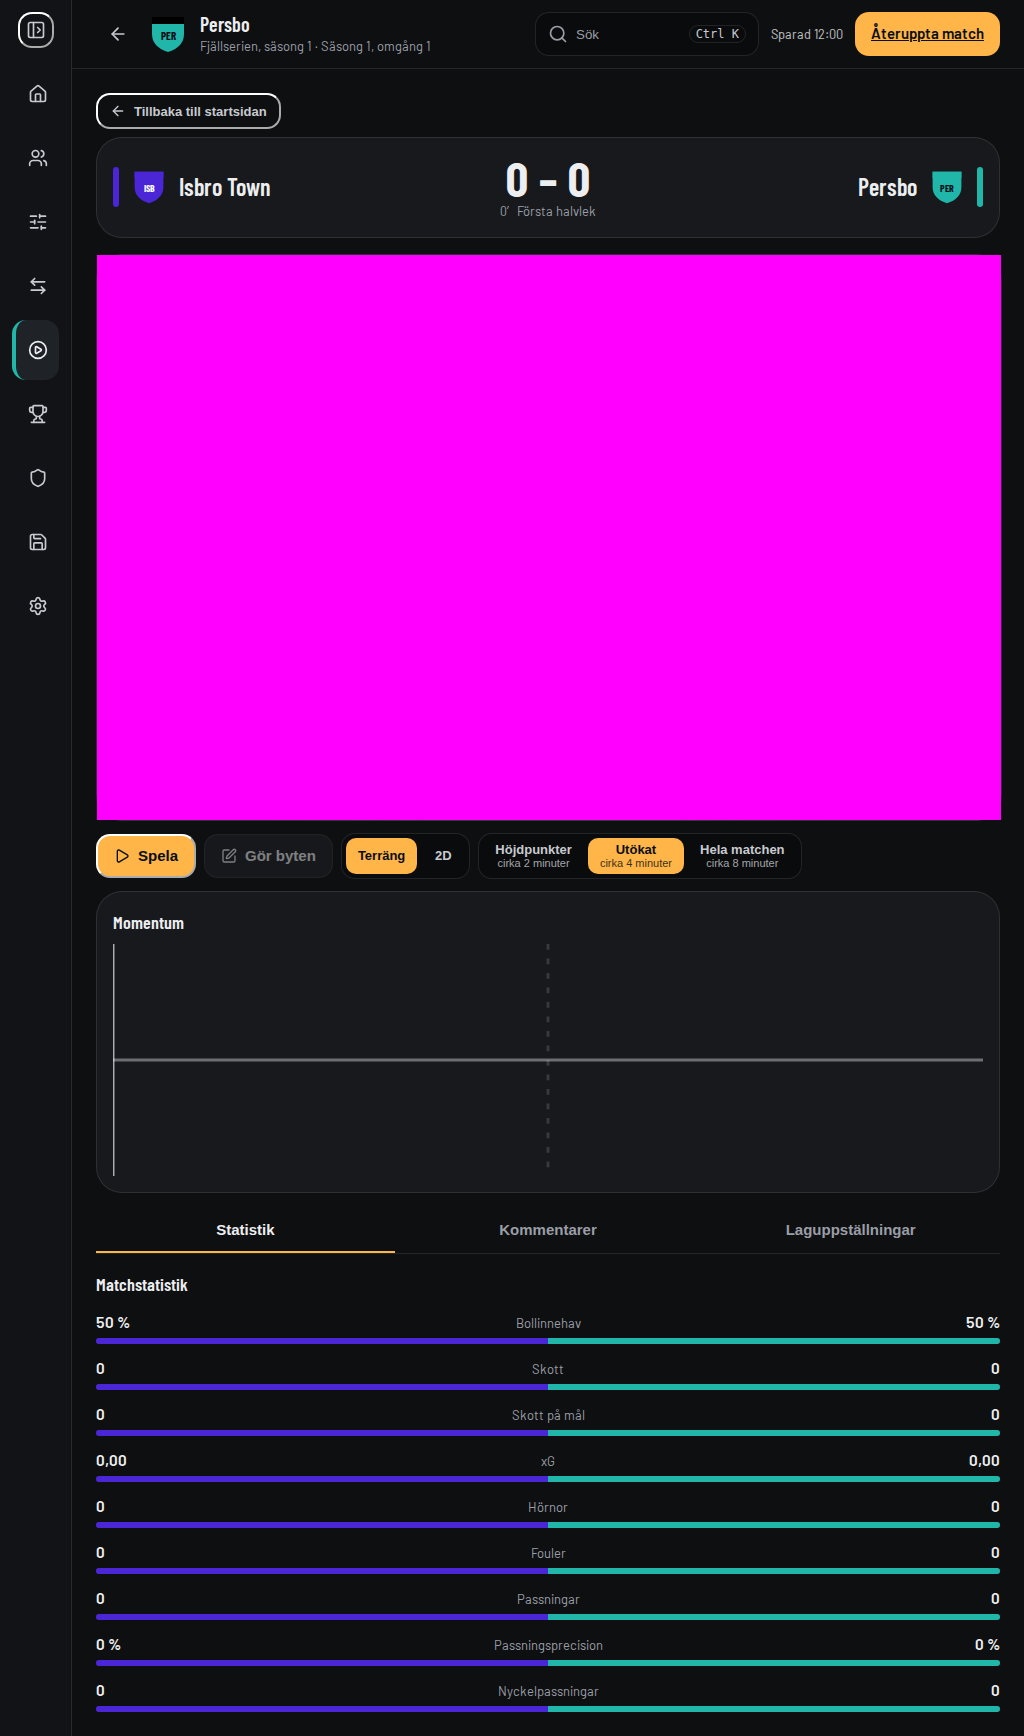 PER
Persbo
Fjällserien, säsong 1 · Säsong 1, omgång 1
Sök
Ctrl K
Sparad 12:00
Återuppta match
Tillbaka till startsidan
ISB
Isbro Town
0 – 0
0′ Första halvlek
Persbo
PER
Spela
Gör byten
Terräng
2D
Höjdpunkter
cirka 2 minuter
Utökat
cirka 4 minuter
Hela matchen
cirka 8 minuter
Momentum
Statistik
Kommentarer
Laguppställningar
Matchstatistik
50 % Bollinnehav 50 %
0 Skott 0
0 Skott på mål 0
0,00 xG 0,00
0 Hörnor 0
0 Fouler 0
0 Passningar 0
0 % Passningsprecision 0 %
0 Nyckelpassningar 0